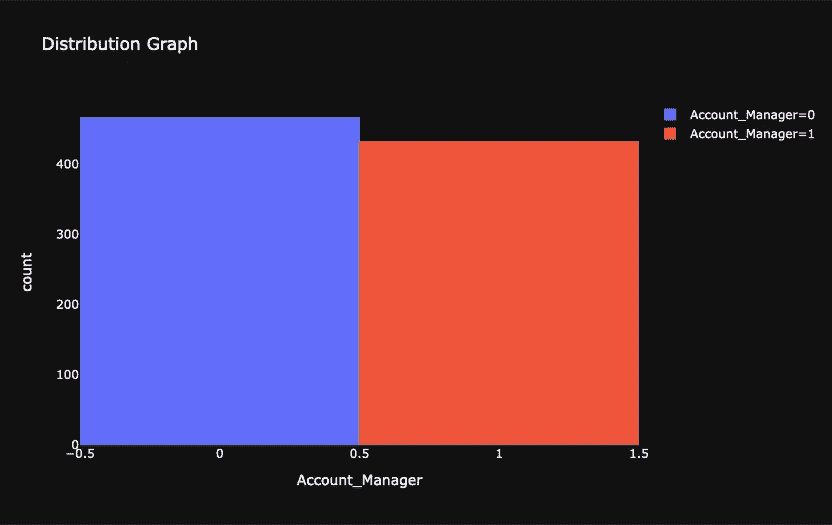 Distribution Graph
Account_Manager=0
Account_Manager=1
count
400
300
200
100
0
−0.5
0
0.5
1
1.5
Account_Manager